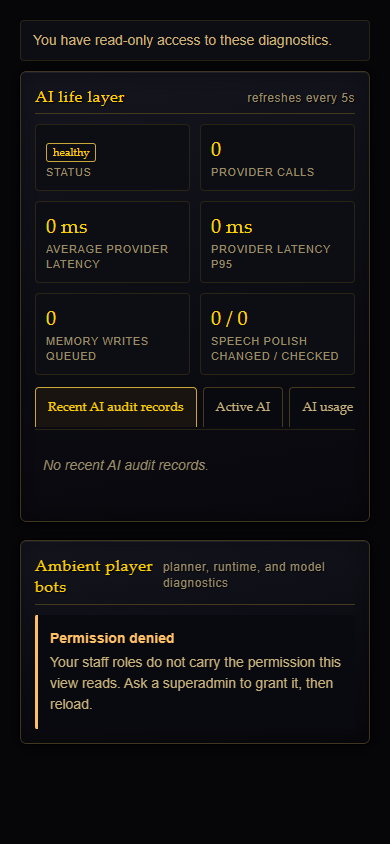 You have read-only access to these diagnostics.
AI life layer
refreshes every 5s
healthy
STATUS
0
PROVIDER CALLS
0 ms
AVERAGE PROVIDER
LATENCY
0 ms
PROVIDER LATENCY
P95
0
MEMORY WRITES
QUEUED
0 / 0
SPEECH POLISH
CHANGED / CHECKED
Recent AI audit records
Active AI
AI usage
No recent AI audit records.
Ambient player
bots
planner, runtime, and model
diagnostics
Permission denied
Your staff roles do not carry the permission this
view reads. Ask a superadmin to grant it, then
reload.